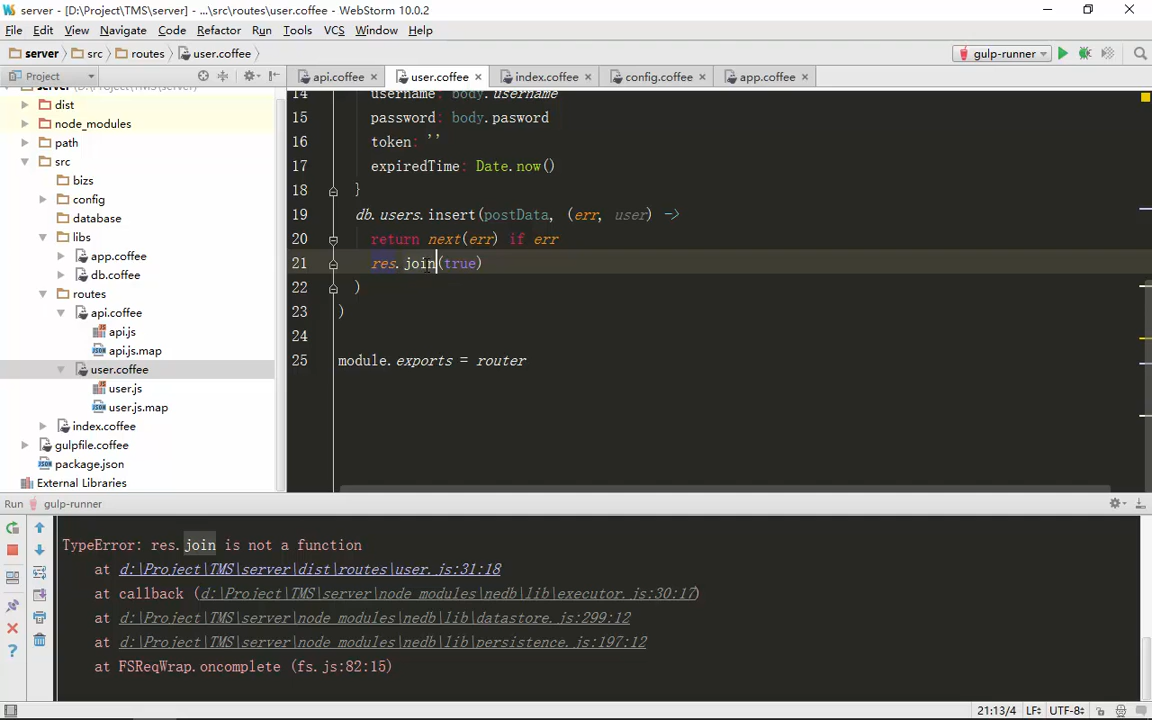 server - [D:\Project\TMS\server] - ...\src\routes\user.coffee - WebStorm 10.0.2
File Edit View Navigate Code Refactor Run Tools VCS Window Help
server src routes user.coffee gulp-runner
Project api.coffee user.coffee index.coffee config.coffee app.coffee
server D:\Project\TMS\server)
dist
node_modules
path
src
bizs
config
database
libs
app.coffee
db.coffee
routes
api.coffee
api.js
api.js.map
user.coffee
user.js
user.js.map
index.coffee
gulpfile.coffee
package.json
External Libraries
14 username: body.username
15 password: body.pasword
16 token: ''
17 expiredTime: Date.now()
18 }
19 db.users.insert(postData, (err, user) ->
20 return next(err) if err
21 res.join(true)
22 )
23 )
24
25 module.exports = router
Run gulp-runner
TypeError: res.join is not a function
at d:\Project\TMS\server\dist\routes\user.js:31:18
at callback (d:\Project\TMS\server\node_modules\nedb\lib\executor.js:30:17)
at d:\Project\TMS\server\node_modules\nedb\lib\datastore.js:299:12
at d:\Project\TMS\server\node_modules\nedb\lib\persistence.js:197:12
at FSReqWrap.oncomplete (fs.js:82:15)
21:13/4 LF UTF-8